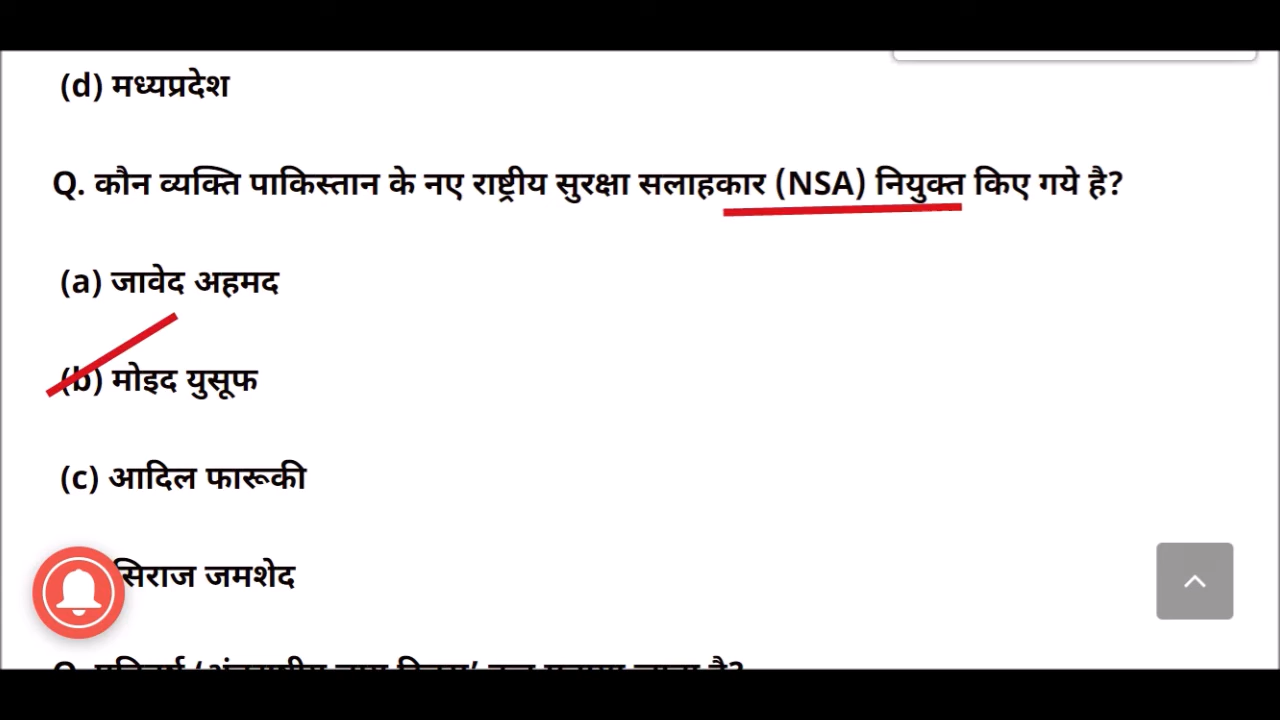 (d) मध्यप्रदेश
Q. कौन व्यक्ति पाकिस्तान के नए राष्ट्रीय सुरक्षा सलाहकार (NSA) नियुक्त किए गये है?
(a) जावेद अहमद
(b) मोइद युसूफ
(c) आदिल फारूकी
सिराज जमशेद